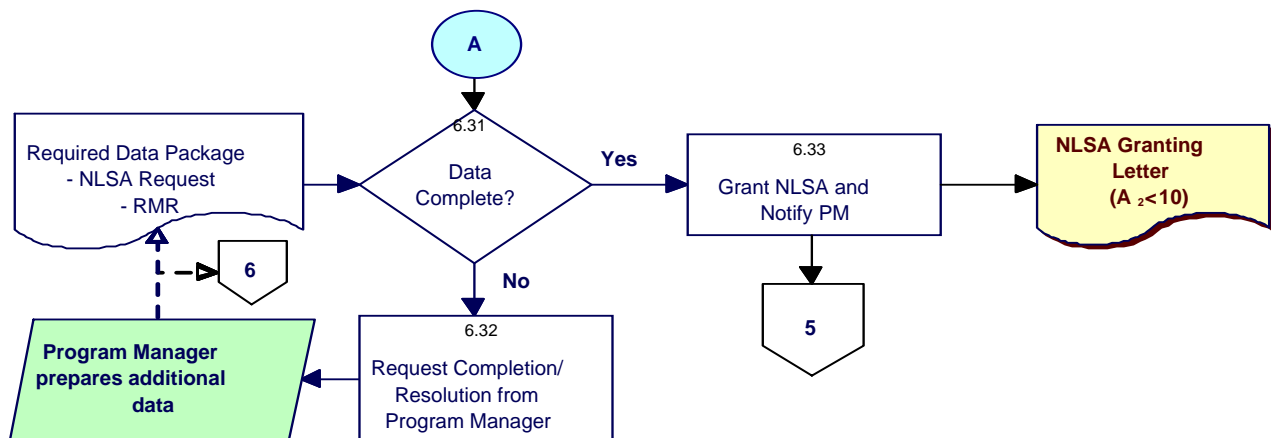 A
6.31
Data
Complete?
Required Data Package
- NLSA Request
- RMR
Yes
6.33
Grant NLSA and
Notify PM
NLSA Granting
Letter
(A ₂<10)
6
No
5
6.32
Request Completion/
Resolution from
Program Manager
Program Manager
prepares additional
data